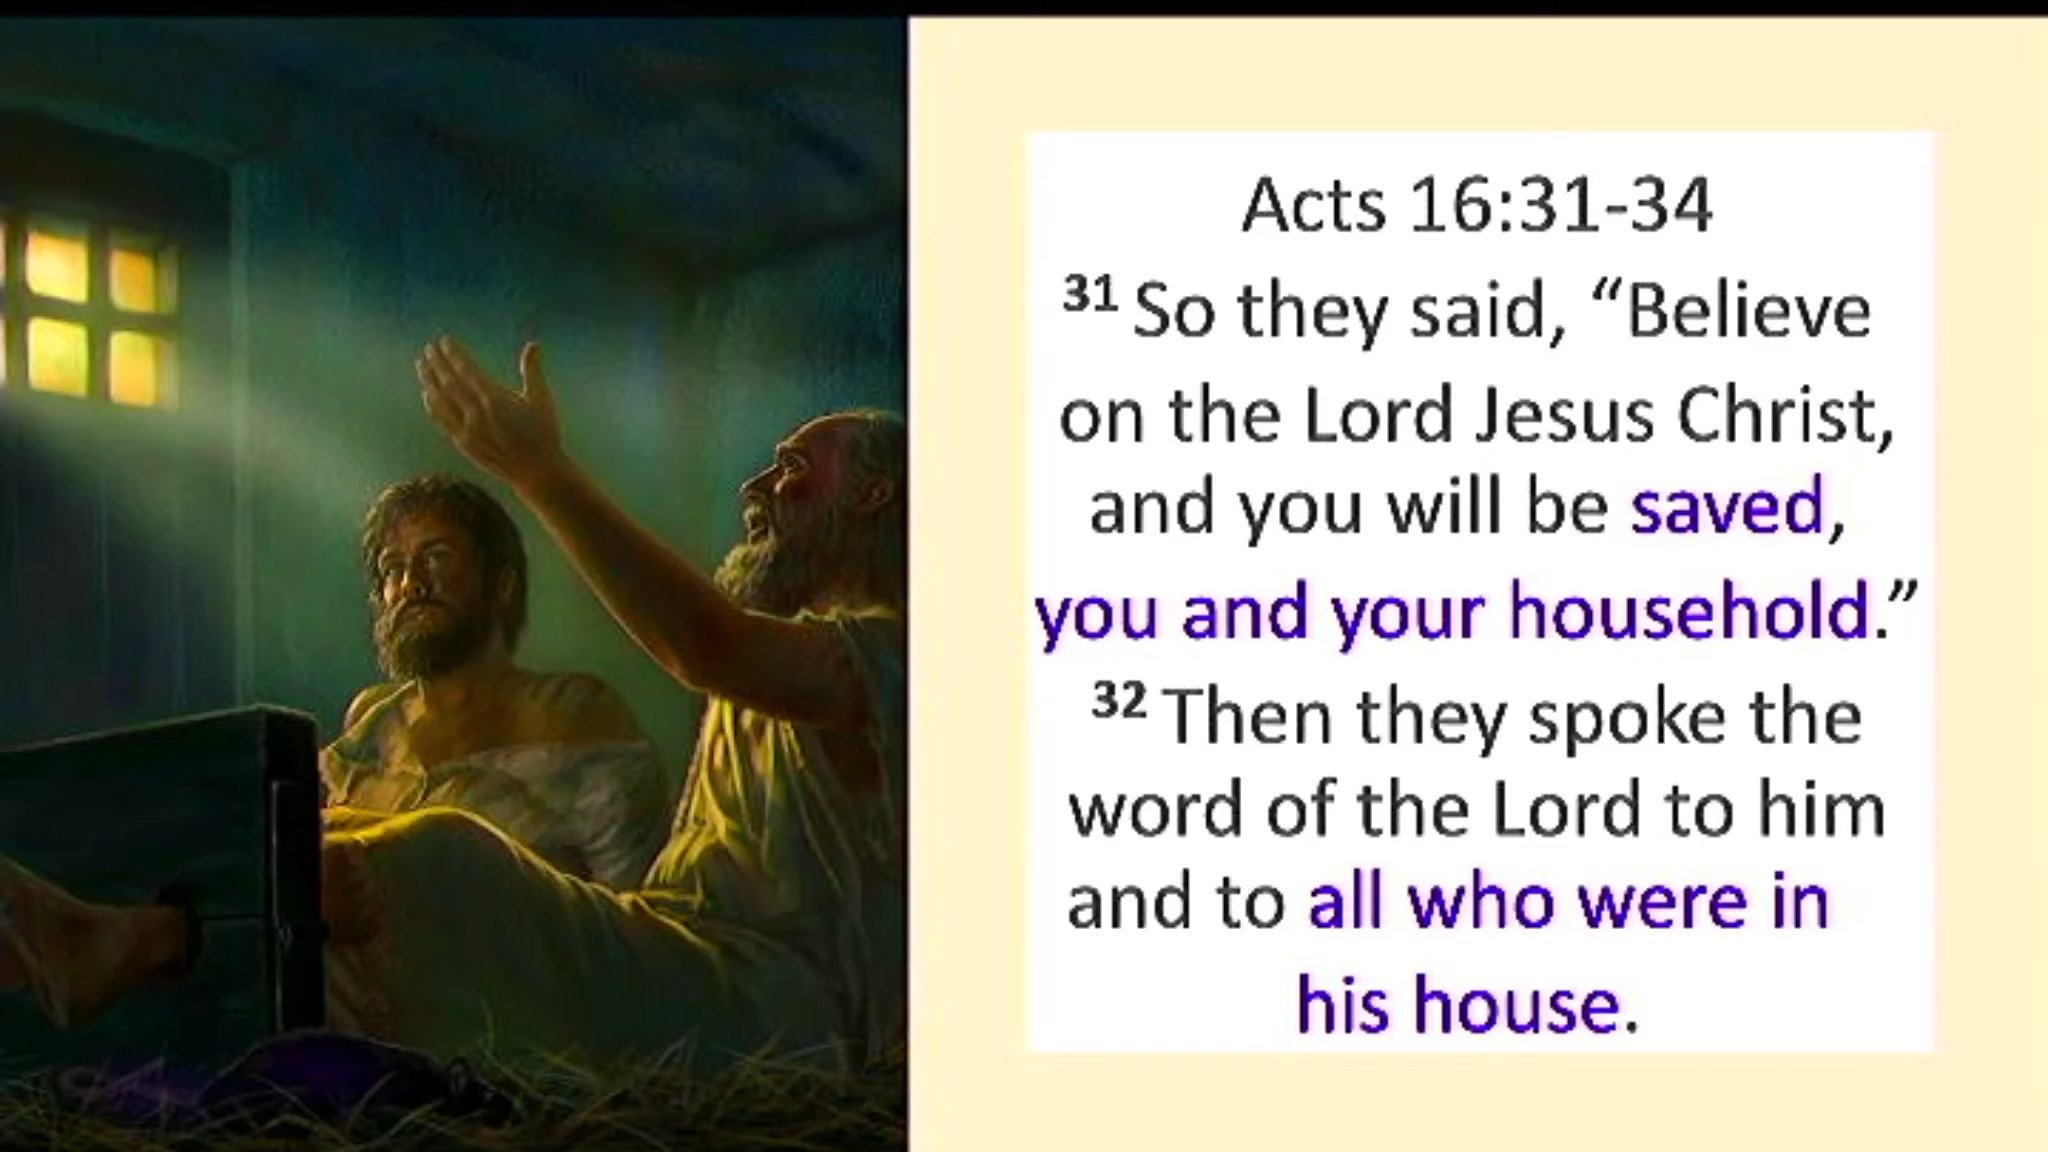 Acts 16:31-34
31 So they said, “Believe
on the Lord Jesus Christ,
and you will be saved,
you and your household.”
32 Then they spoke the
word of the Lord to him
and to all who were in
his house.